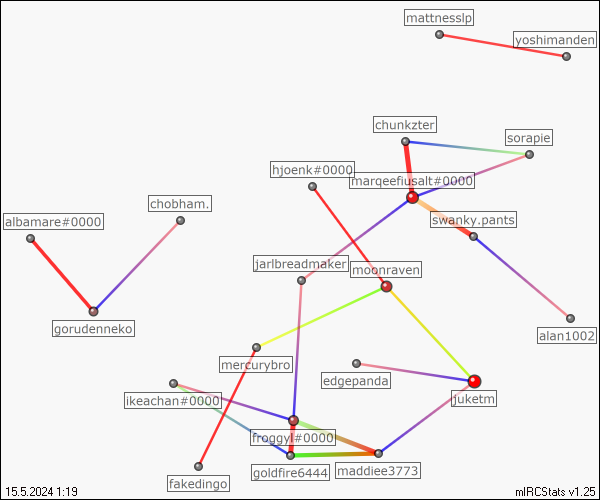 mattnesslp
yoshimanden
chunkzter
sorapie
hjoenk#0000
marqeefiusalt#0000
chobham.
albamare#0000
swanky.pants
jarlbreadmaker
moonraven
gorudenneko
alan1002
mercurybro
edgepanda
ikeachan#0000
juketm
froggyl#0000
goldfire6444
maddiee3773
fakedingo
15.5.2024 1:19
mIRCStats v1.25